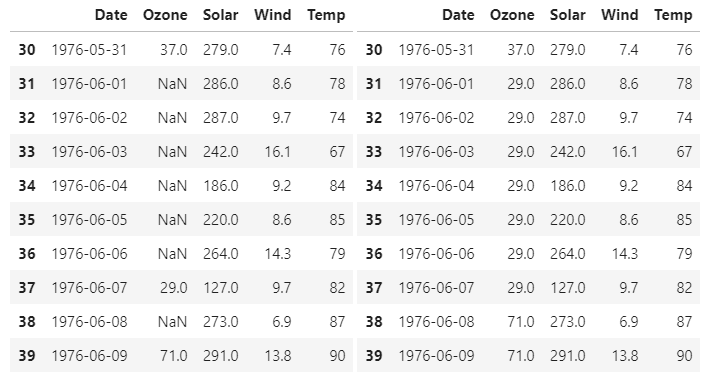 Date Ozone Solar Wind Temp Date Ozone Solar Wind Temp
30 1976-05-31 37.0 279.0 7.4 76 30 1976-05-31 37.0 279.0 7.4 76
31 1976-06-01 NaN 286.0 8.6 78 31 1976-06-01 29.0 286.0 8.6 78
32 1976-06-02 NaN 287.0 9.7 74 32 1976-06-02 29.0 287.0 9.7 74
33 1976-06-03 NaN 242.0 16.1 67 33 1976-06-03 29.0 242.0 16.1 67
34 1976-06-04 NaN 186.0 9.2 84 34 1976-06-04 29.0 186.0 9.2 84
35 1976-06-05 NaN 220.0 8.6 85 35 1976-06-05 29.0 220.0 8.6 85
36 1976-06-06 NaN 264.0 14.3 79 36 1976-06-06 29.0 264.0 14.3 79
37 1976-06-07 29.0 127.0 9.7 82 37 1976-06-07 29.0 127.0 9.7 82
38 1976-06-08 NaN 273.0 6.9 87 38 1976-06-08 71.0 273.0 6.9 87
39 1976-06-09 71.0 291.0 13.8 90 39 1976-06-09 71.0 291.0 13.8 90